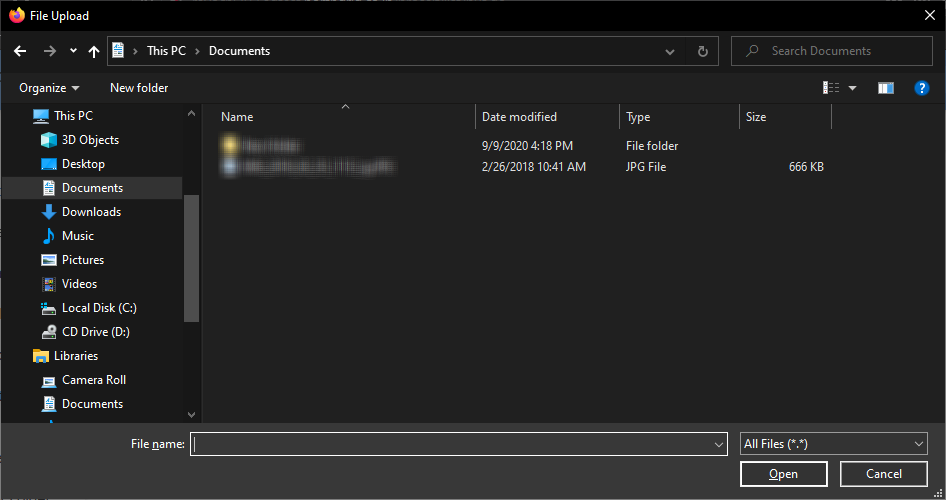 File Upload
This PC Documents
Search Documents
Organize New folder
?
This PC
3D Objects
Desktop
Documents
Downloads
Music
Pictures
Videos
Local Disk (C:)
CD Drive (D:)
Libraries
Camera Roll
Documents
Name Date modified Type Size
9/9/2020 4:18 PM File folder
2/26/2018 10:41 AM JPG File 666 KB
File name: All Files (*.*)
Open Cancel